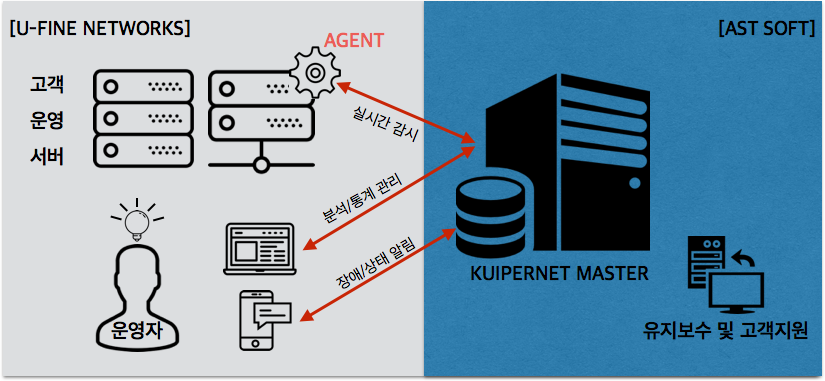 [U-FINE NETWORKS]
[AST SOFT]
AGENT
고객
운영
서버
실시간 감시
분석/통계 관리
장애/상태 알림
KUIPERNET MASTER
운영자
유지보수 및 고객지원